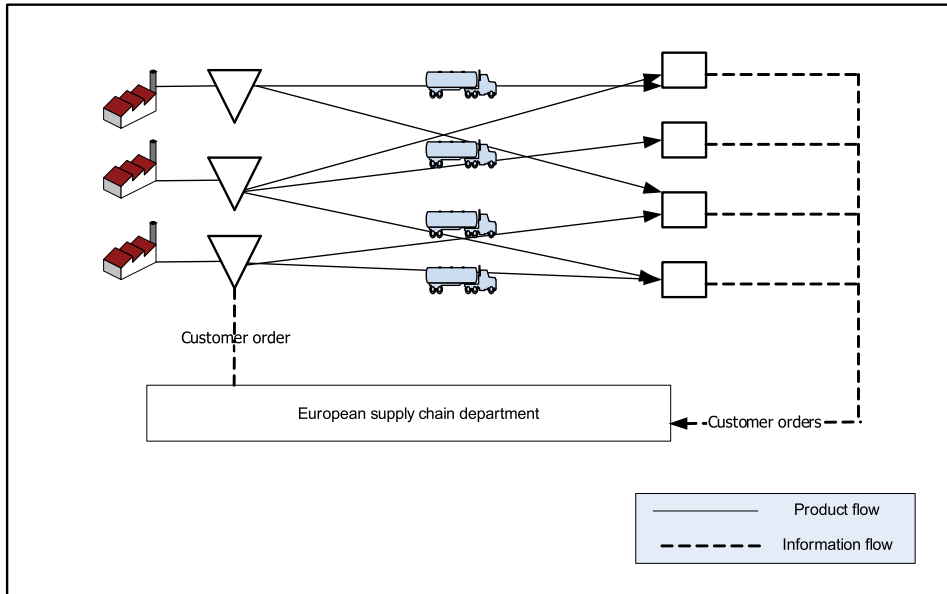 Customer order
European supply chain department
Customer orders
Product flow
Information flow